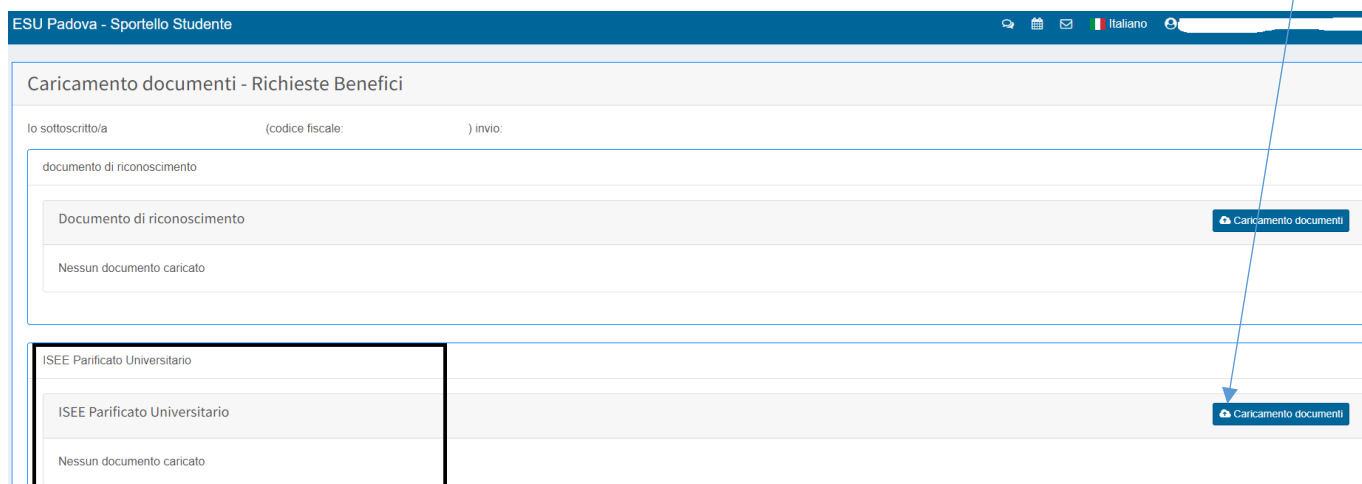 ESU Padova - Sportello Studente Italiano
Caricamento documenti - Richieste Benefici
Io sottoscritto/a (codice fiscale: ) invio:
documento di riconoscimento
Documento di riconoscimento Caricamento documenti
Nessun documento caricato
ISEE Parificato Universitario
ISEE Parificato Universitario Caricamento documenti
Nessun documento caricato